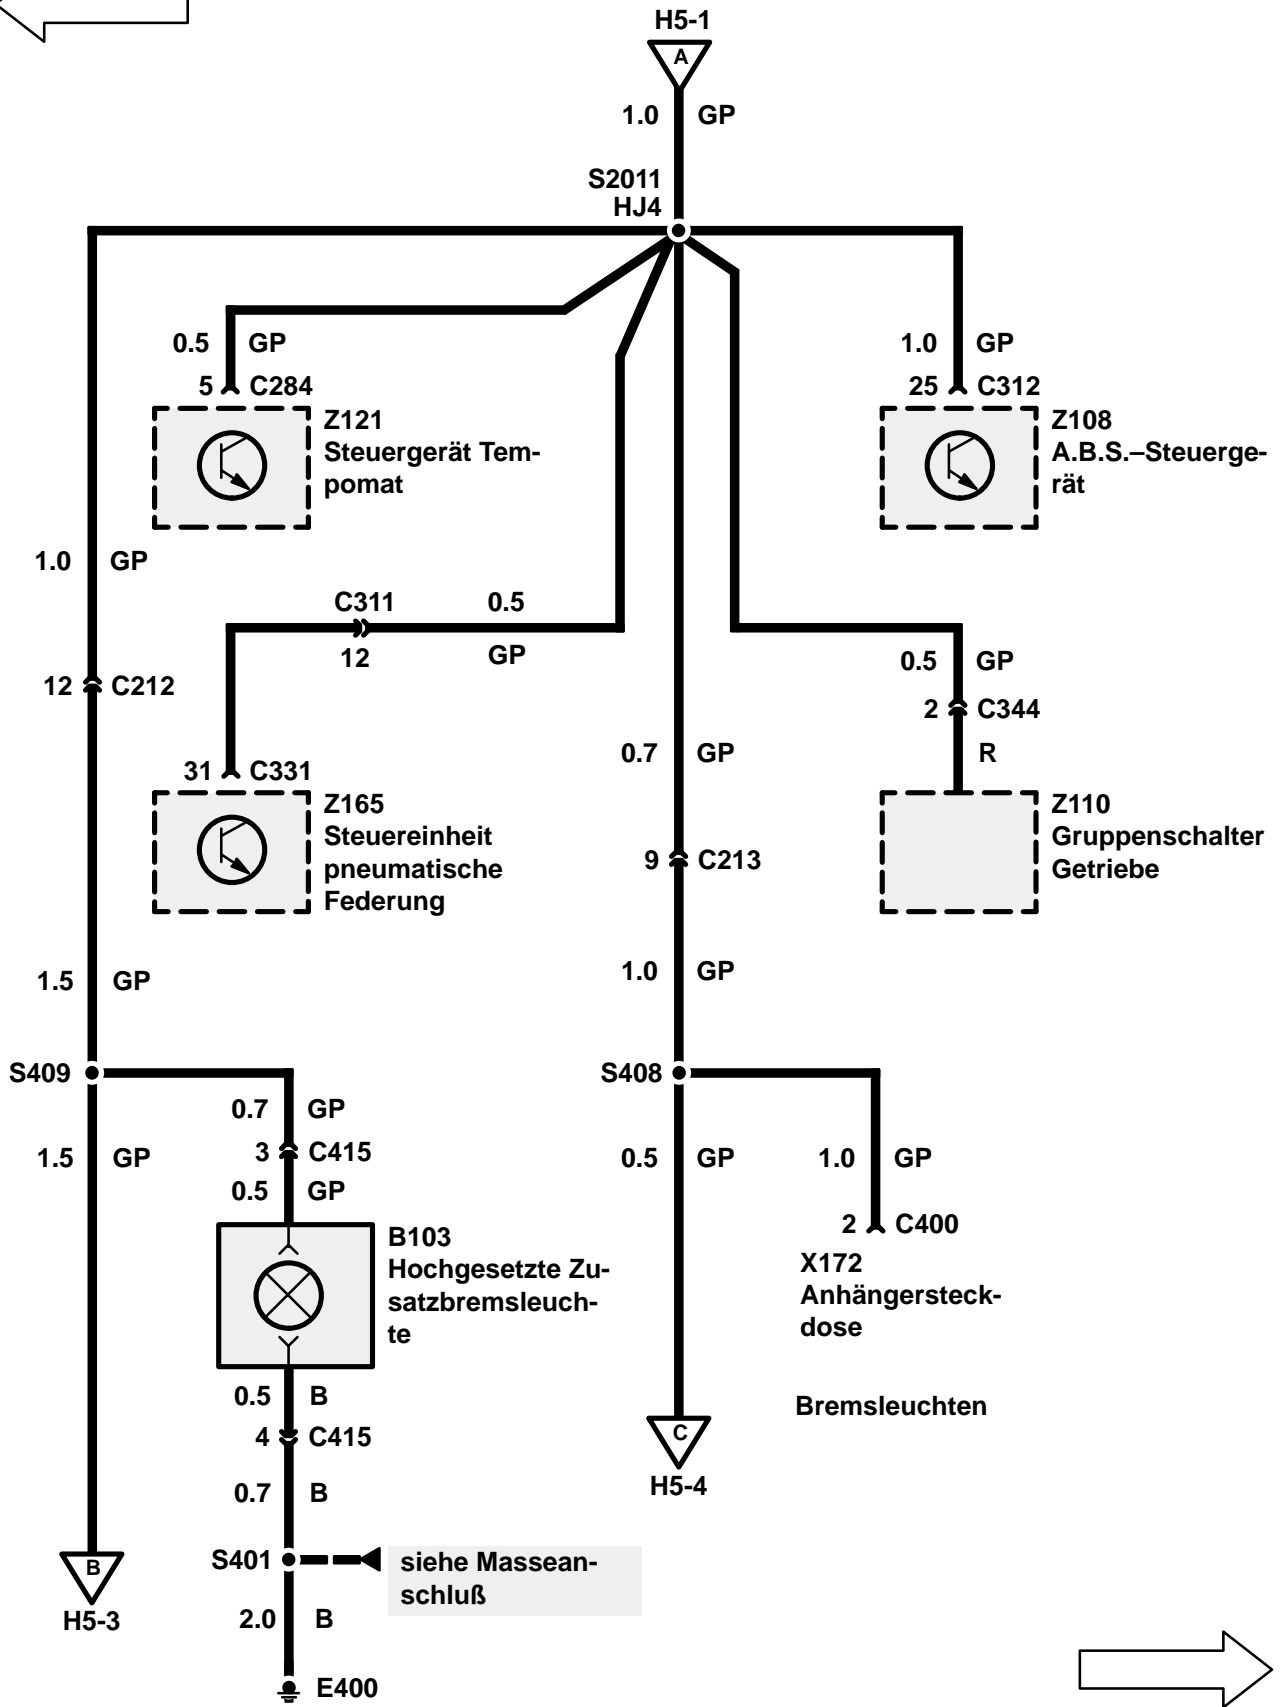 H5-1
A
1.0 GP
S2011
HJ4
0.5 GP
5 C284
Z121
Steuergerät Tem-
pomat
1.0 GP
25 C312
Z108
A.B.S.–Steuerge-
rät
1.0 GP
C311 0.5
12 GP
12 C212
0.5 GP
2 C344
R
31 C331
Z165
Steuereinheit
pneumatische
Federung
0.7 GP
9 C213
Z110
Gruppenschalter
Getriebe
1.5 GP
1.0 GP
S409
S408
0.7 GP
3 C415
0.5 GP
1.5 GP
0.5 GP
1.0 GP
2 C400
X172
Anhängersteck-
dose
B103
Hochgesetzte Zu-
satzbremsleuch-
te
0.5 B
4 C415
0.7 B
Bremsleuchten
C
H5-4
S401
siehe Massean-
schluß
B
H5-3
2.0 B
E400